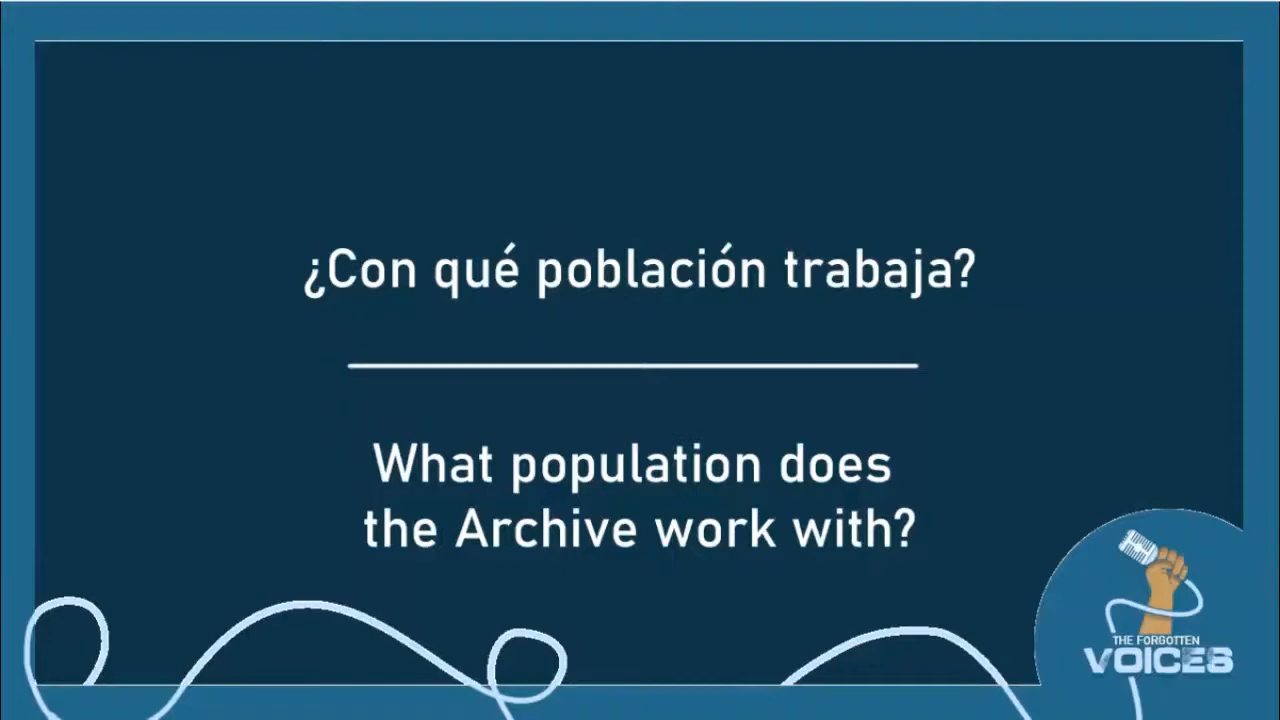 ¿Con qué población trabaja?
What population does
the Archive work with?
THE FORGOTTEN
VOICES